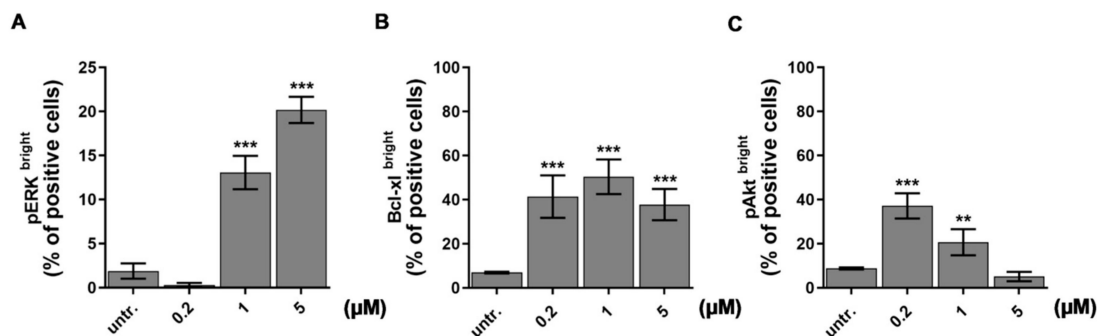 A
pERK bright
(% of positive cells)
25
20
15
10
5
0
***
***
untr.
0.2
1
5
(µM)
B
Bcl-xl bright
(% of positive cells)
100
80
60
40
20
0
***
***
***
untr.
0.2
1
5
(µM)
C
pAkt bright
(% of positive cells)
100
80
60
40
20
0
***
**
untr.
0.2
1
5
(µM)